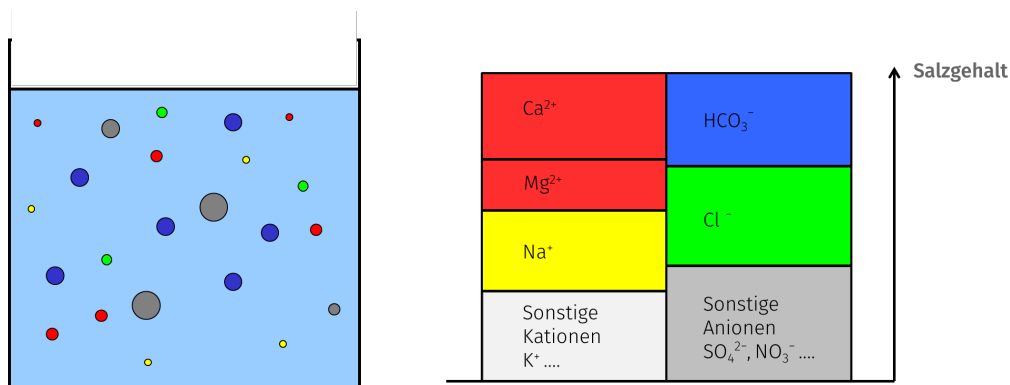 Salzgehalt
Ca²⁺
HCO₃⁻
Mg²⁺
Cl ⁻
Na⁺
Sonstige
Kationen
K⁺ ....
Sonstige
Anionen
SO₄²⁻, NO₃⁻ ....